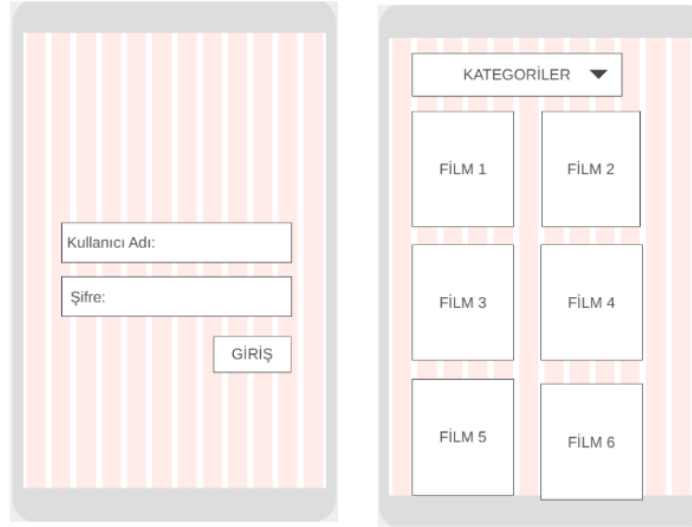 Kullanıcı Adı:
Şifre:
GİRİŞ
KATEGORİLER
FİLM 1
FİLM 2
FİLM 3
FİLM 4
FİLM 5
FİLM 6